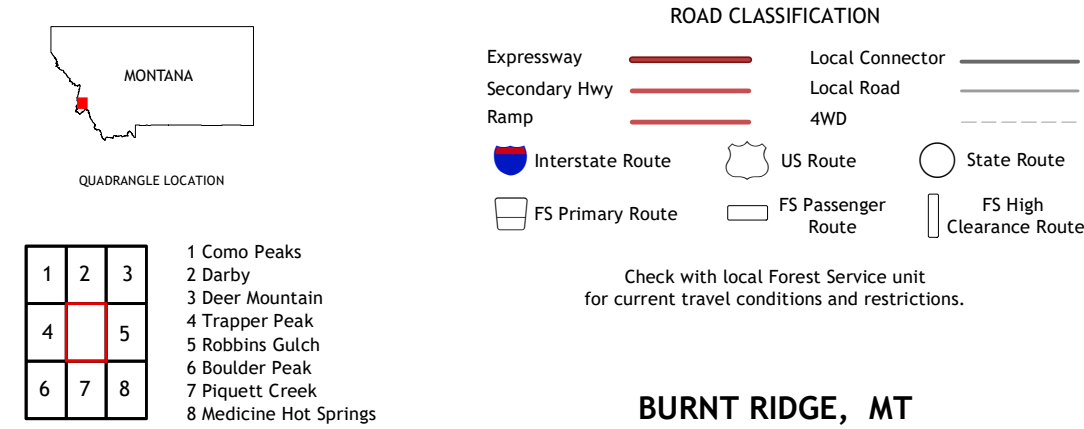 MONTANA
QUADRANGLE LOCATION
1 2 3
4 5
6 7 8
1 Como Peaks
2 Darby
3 Deer Mountain
4 Trapper Peak
5 Robbins Gulch
6 Boulder Peak
7 Piquett Creek
8 Medicine Hot Springs
ROAD CLASSIFICATION
Expressway
Secondary Hwy
Ramp
Local Connector
Local Road
4WD
Interstate Route
US Route
State Route
FS Primary Route
FS Passenger
Route
FS High
Clearance Route
Check with local Forest Service unit
for current travel conditions and restrictions.
BURNT RIDGE, MT